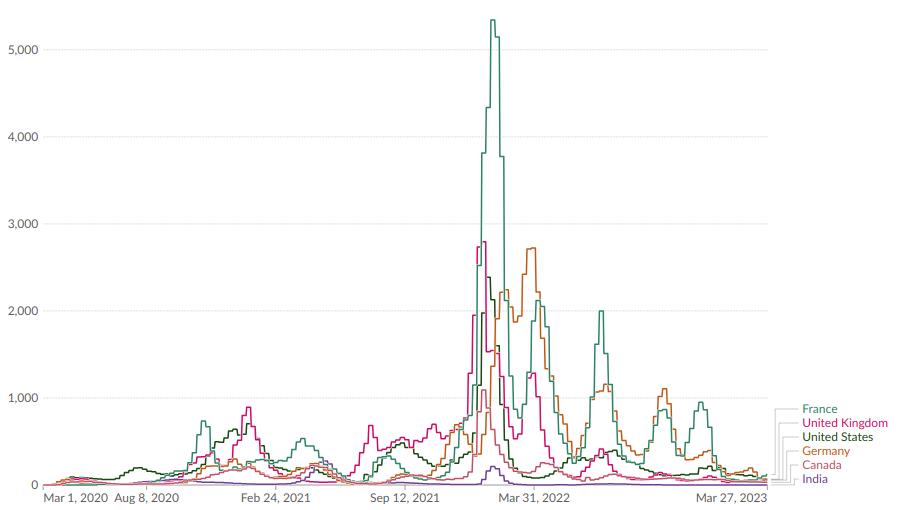 5,000
4,000
3,000
2,000
1,000
0
Mar 1, 2020 Aug 8, 2020 Feb 24, 2021 Sep 12, 2021 Mar 31, 2022 Mar 27, 2023
France
United Kingdom
United States
Germany
Canada
India